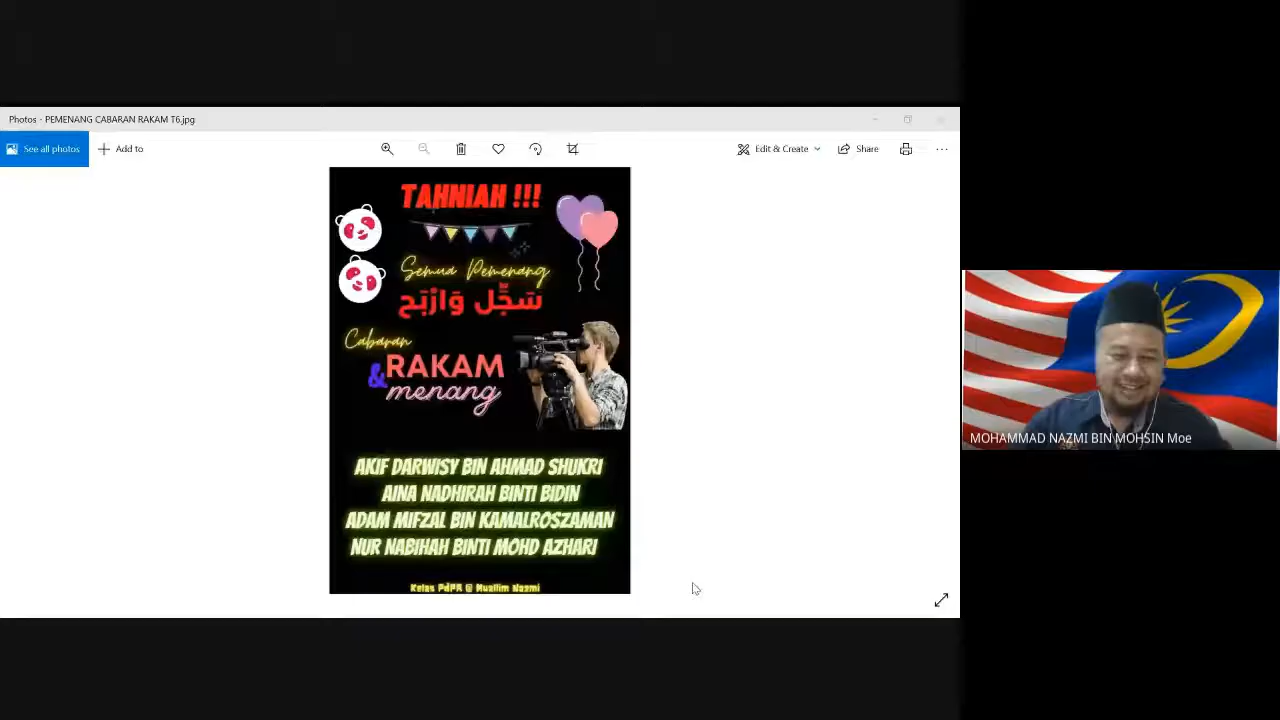 Photos - PEMENANG CABARAN RAKAM T6.jpg
See all photos
Add to
Edit & Create
Share
TAHNIAH !!!
Semua Pemenang
سَجِّل وَارْبَح
Cabaran
RAKAM
& menang
AKIF DARWISY BIN AHMAD SHUKRI
AINA NADHIRAH BINTI BIDIN
ADAM MIFZAL BIN KAMALROSZAMAN
NUR NABIHAH BINTI MOHD AZHARI
Kelas PdPR @ Muallim Nazmi
MOHAMMAD NAZMI BIN MOHSIN Moe